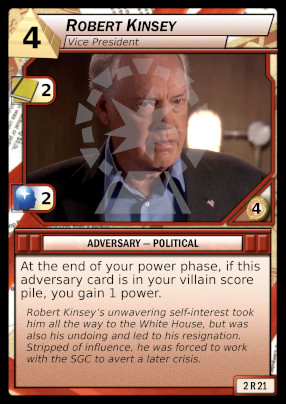 4
ROBERT KINSEY
Vice President
2
2
4
ADVERSARY — POLITICAL
At the end of your power phase, if this
adversary card is in your villain score
pile, you gain 1 power.
Robert Kinsey's unwavering self-interest took
him all the way to the White House, but was
also his undoing and led to his resignation.
Stripped of influence, he was forced to work
with the SGC to avert a later crisis.
2 R 21